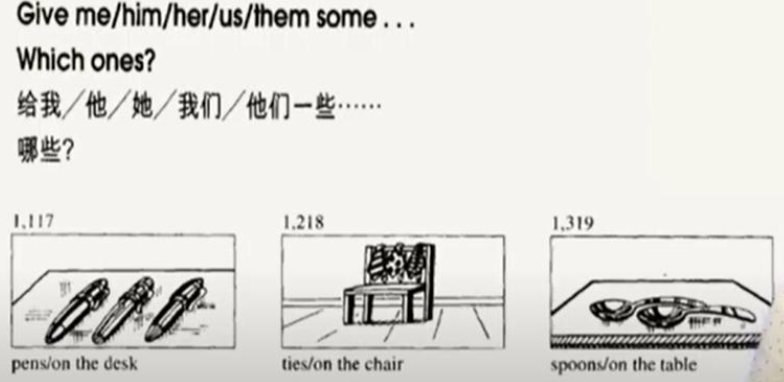 Give me/him/her/us/them some . . .
Which ones?
给我／他／她／我们／他们一些……
哪些?
1,117
1,218
1,319
pens/on the desk
ties/on the chair
spoons/on the table